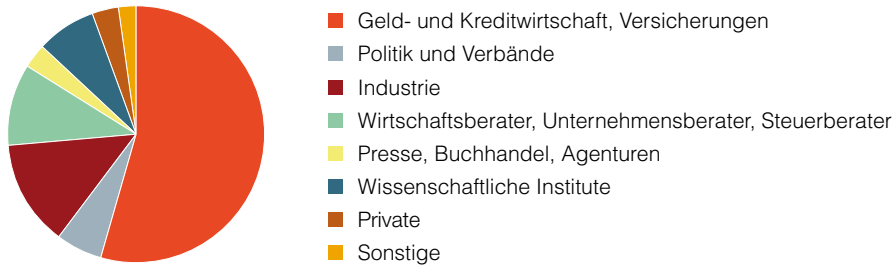 Geld- und Kreditwirtschaft, Versicherungen
Politik und Verbände
Industrie
Wirtschaftsberater, Unternehmensberater, Steuerberater
Presse, Buchhandel, Agenturen
Wissenschaftliche Institute
Private
Sonstige